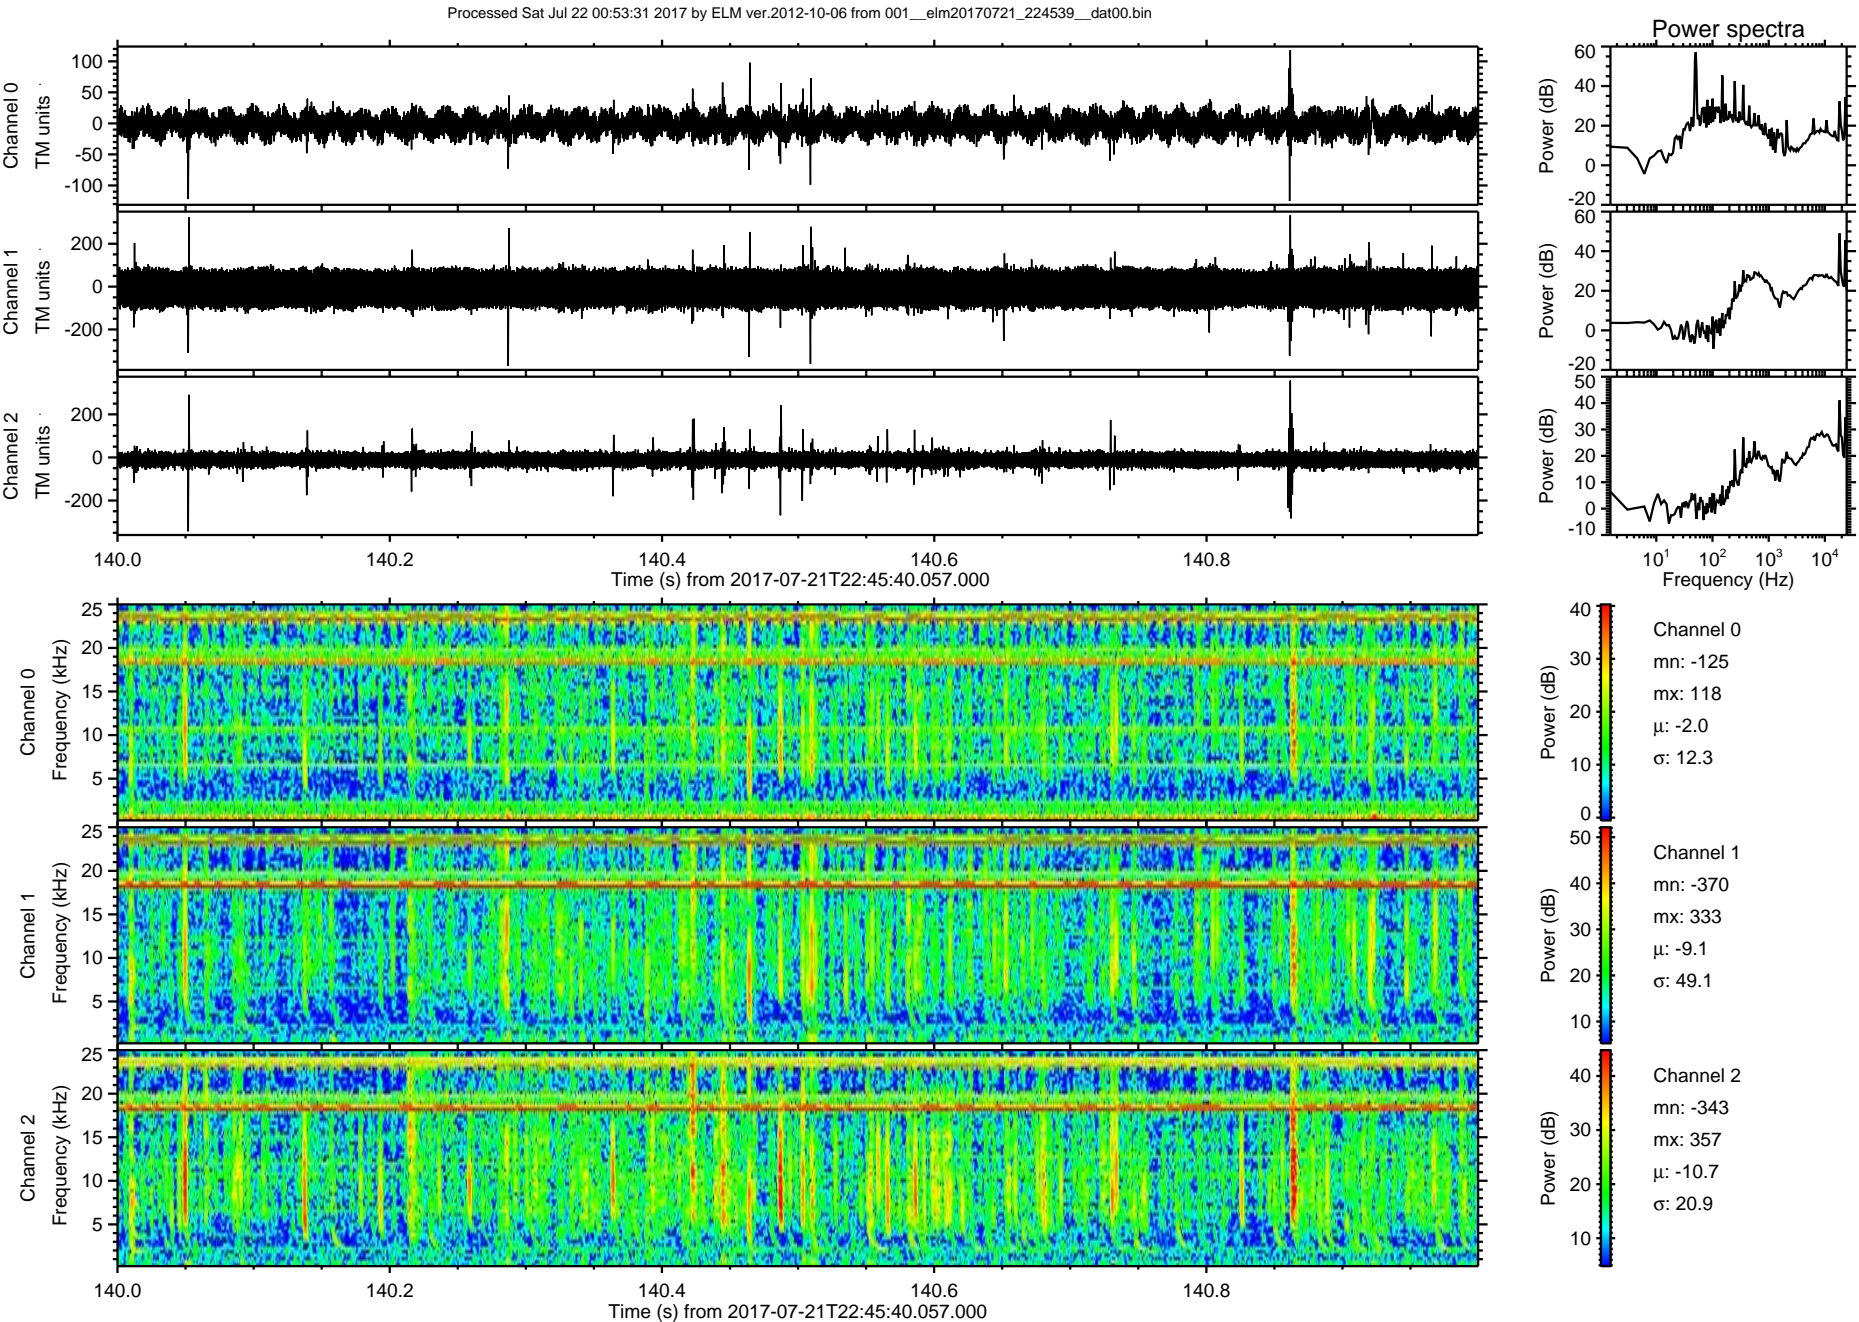 Processed Sat Jul 22 00:53:31 2017 by ELM ver.2012-10-06 from 001__elm20170721_224539__dat00.bin
Power spectra
Channel 0
TM units
100
50
0
-50
-100
Power (dB)
60
40
20
0
-20
Channel 1
TM units
200
0
-200
Power (dB)
60
40
20
0
-20
Channel 2
TM units
200
0
-200
Power (dB)
50
40
30
20
10
0
-10
140.0 140.2 140.4 140.6 140.8
Time (s) from 2017-07-21T22:45:40.057.000
10^1 10^2 10^3 10^4
Frequency (Hz)
Channel 0
Frequency (kHz)
25
20
15
10
5
Power (dB)
40
30
20
10
0
Channel 0
mn: -125
mx: 118
μ: -2.0
σ: 12.3
Channel 1
Frequency (kHz)
25
20
15
10
5
Power (dB)
50
40
30
20
10
Channel 1
mn: -370
mx: 333
μ: -9.1
σ: 49.1
Channel 2
Frequency (kHz)
25
20
15
10
5
Power (dB)
40
30
20
10
Channel 2
mn: -343
mx: 357
μ: -10.7
σ: 20.9
140.0 140.2 140.4 140.6 140.8
Time (s) from 2017-07-21T22:45:40.057.000